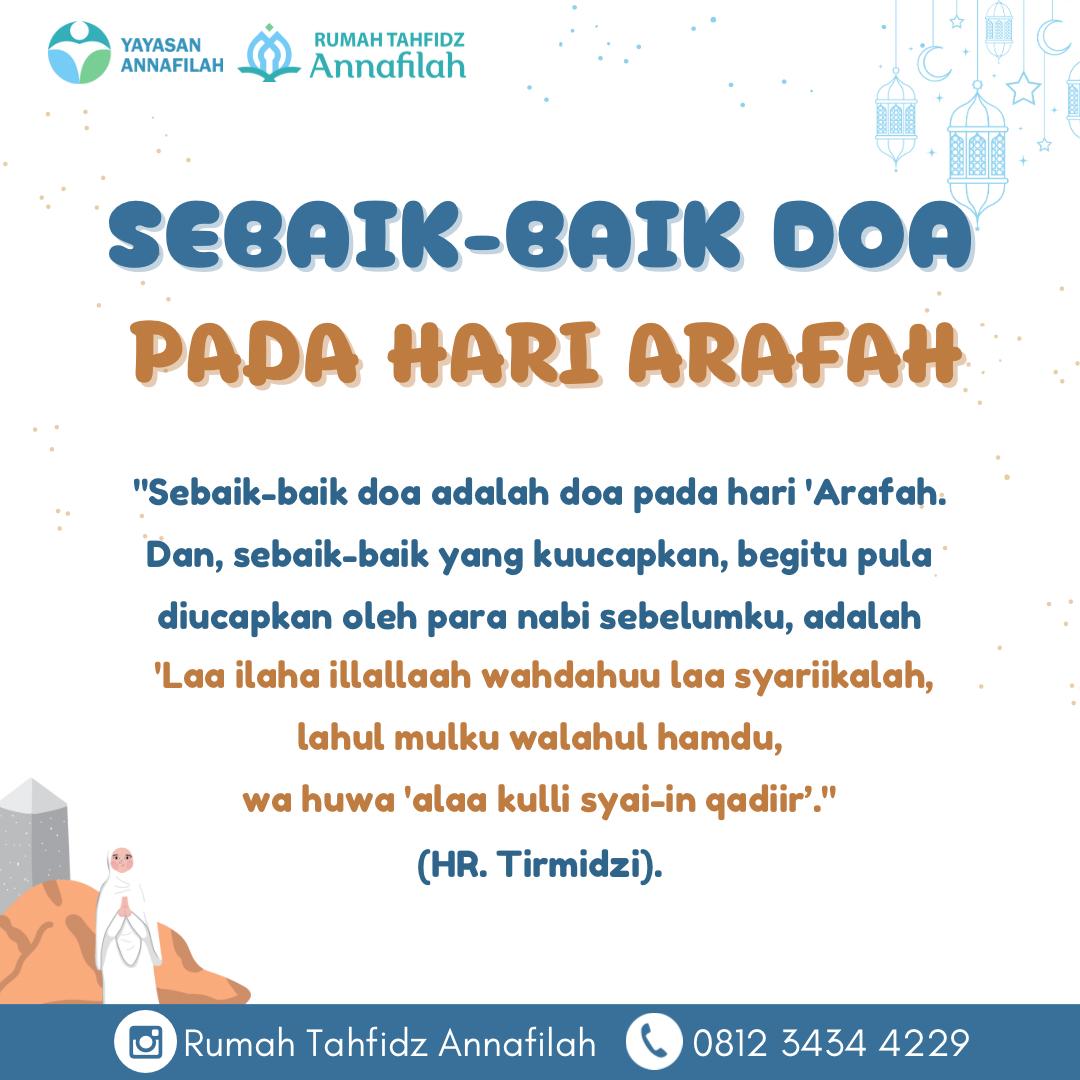 YAYASAN
ANNAFILAH
RUMAH TAHFIDZ
Annafilah
SEBAIK-BAIK DOA
PADA HARI ARAFAH
"Sebaik-baik doa adalah doa pada hari 'Arafah.
Dan, sebaik-baik yang kuucapkan, begitu pula
diucapkan oleh para nabi sebelumku, adalah
'Laa ilaha illallaah wahdahuu laa syariikalah,
lahul mulku walahul hamdu,
wa huwa 'alaa kulli syai-in qadiir’."
(HR. Tirmidzi).
Rumah Tahfidz Annafilah
0812 3434 4229